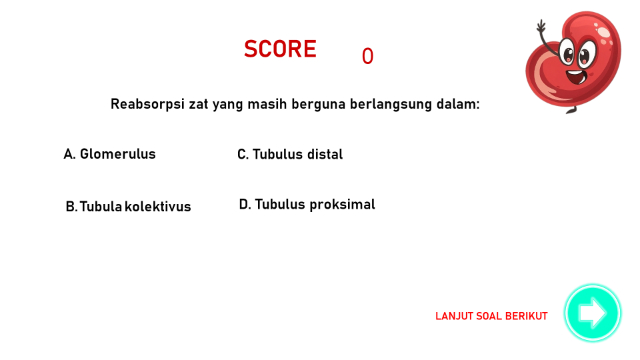 SCORE 0
Reabsorpsi zat yang masih berguna berlangsung dalam:
A. Glomerulus
C. Tubulus distal
B. Tubula kolektivus
D. Tubulus proksimal
LANJUT SOAL BERIKUT